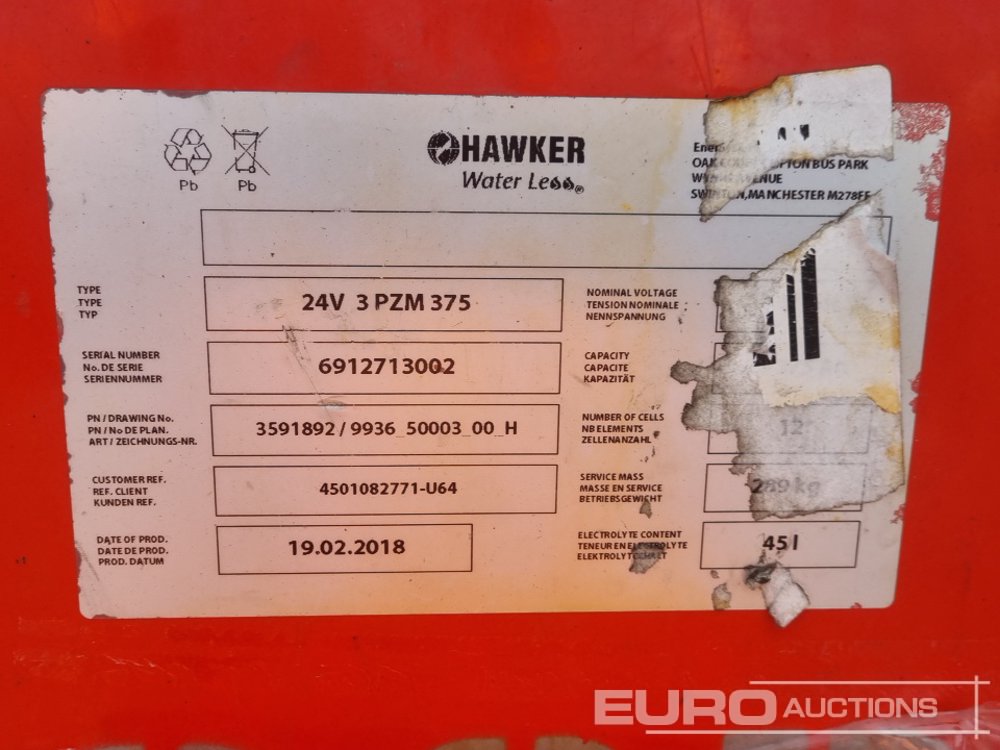 Pb
Pb
HAWKER
Water Less®
OAK BUS PARK
SWINTON, MANCHESTER M278FF
TYPE
TYPE
TYP
24V 3 PZM 375
SERIAL NUMBER
No. DE SERIE
SERIENNUMMER
6912713002
PN / DRAWING No.
PN / No DE PLAN.
ART / ZEICHNUNGS-NR.
3591892 / 9936_50003_00_H
CUSTOMER REF.
REF. CLIENT
KUNDEN REF.
4501082771-U64
DATE OF PROD.
DATE DE PROD.
PROD. DATUM
19.02.2018
NOMINAL VOLTAGE
TENSION NOMINALE
NENNSPANNUNG
CAPACITY
CAPACITE
KAPAZITÄT
NUMBER OF CELLS
NB ELEMENTS
ZELLENANZAHL
12
SERVICE MASS
MASSE EN SERVICE
BETRIEBSGEWICHT
289 kg
ELECTROLYTE CONTENT
TENEUR EN ELECTROLYTE
ELEKTROLYTGEHALT
45 l
EURO AUCTIONS